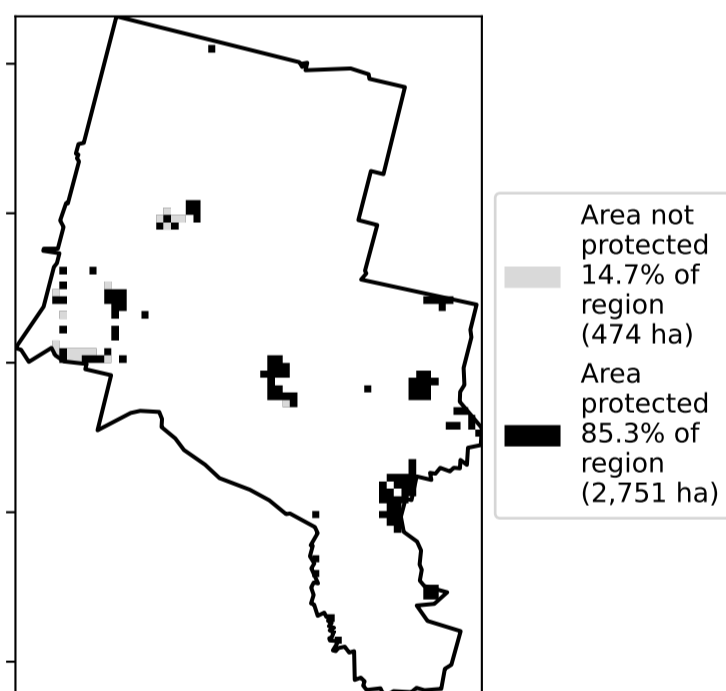 Area not
protected
14.7% of
region
(474 ha)
Area
protected
85.3% of
region
(2,751 ha)